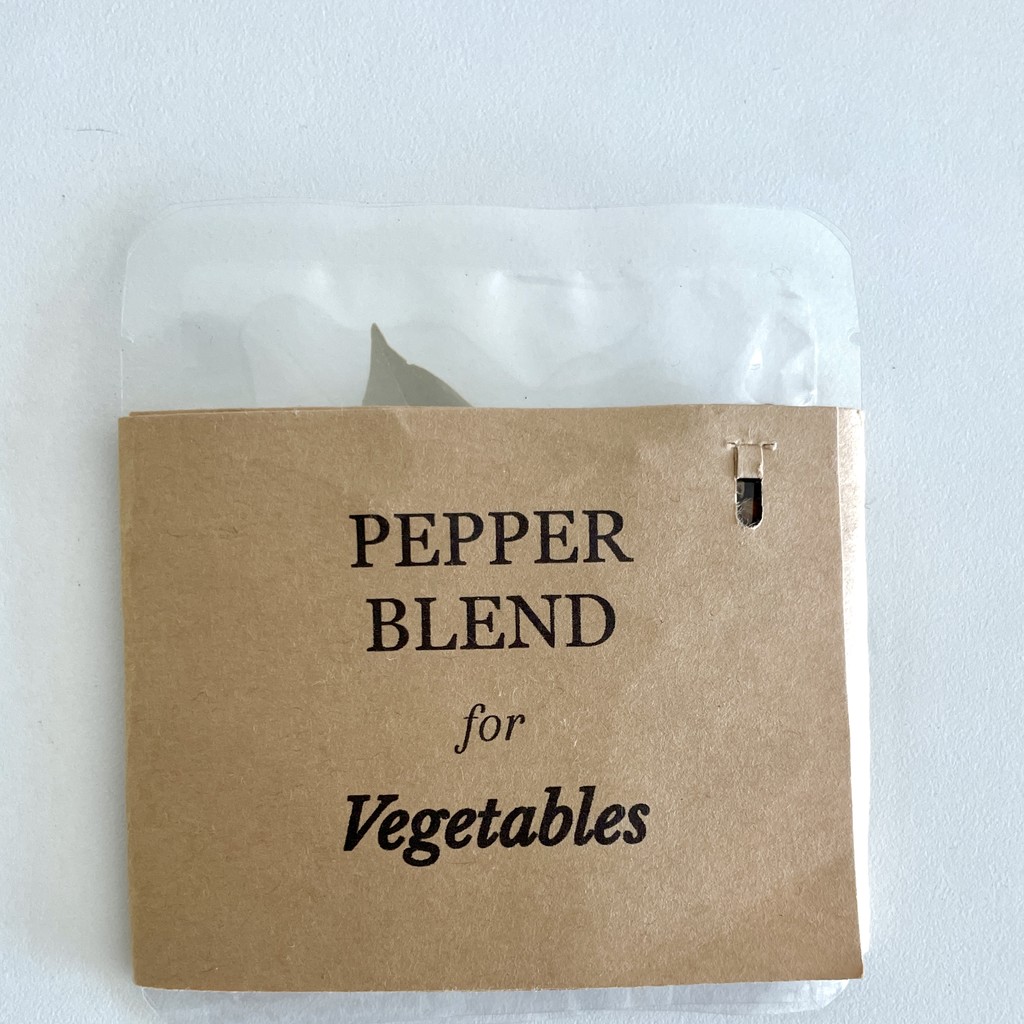 PEPPER
BLEND
for
Vegetables